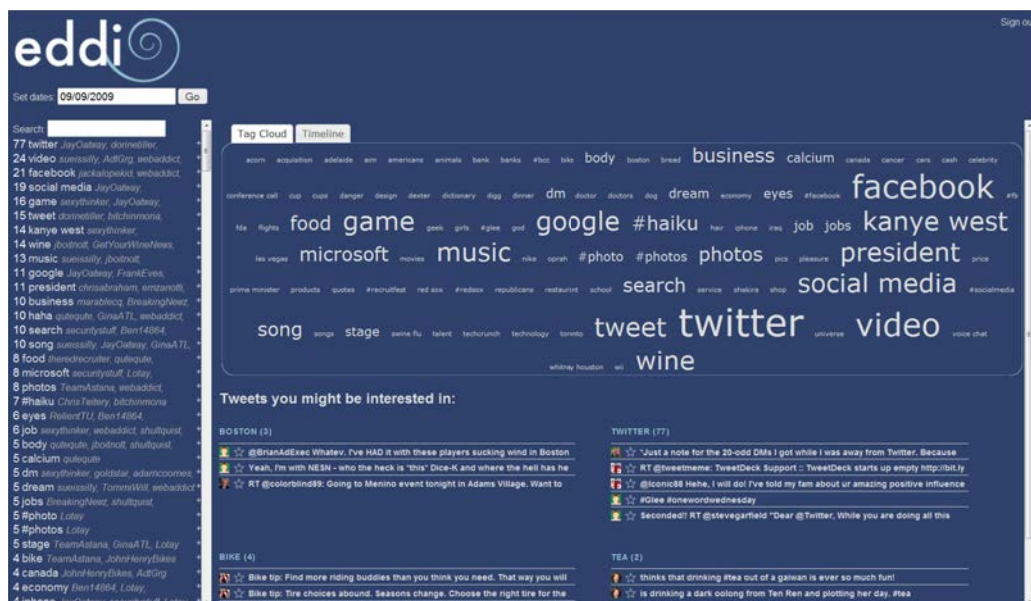 Sign ou
eddi
Set dates: 09/09/2009 Go
Search:
77 twitter JayOatway, dorinetiller,
24 video sueissilly, AdtGrg, webaddict,
21 facebook jackalopekid, webaddict,
19 social media JayOatway,
16 game sexythinker, JayOatway,
15 tweet dorinetiller, bitchinmona,
14 kanye west sexythinker,
14 wine jboitnott, GetYourWineNews,
13 music sueissilly, jboitnott,
11 google JayOatway, FrankEves,
11 president chrisabraham, ernzanotti,
10 business marablecq, BreakingNewz,
10 haha qutequte, GinaATL, webaddict,
10 search securitystuff, Ben14864,
10 song sueissilly, JayOatway, GinaATL,
8 food theredrecruiter, qutequte,
8 microsoft securitystuff, Lotay,
8 photos TeamAstana, webaddict,
7 #haiku ChrisTwitery, bitchinmona
6 eyes RelientTU, Ben14864,
6 job sexythinker, webaddict, shutlquist,
5 body qutequte, jboitnott, shutlquist,
5 calcium qutequte
5 dm sexythinker, goldstar, adamcoomes,
5 dream sueissilly, TommiWill, webaddict
5 jobs BreakingNewz, shutlquist,
5 #photo Lotay
5 #photos Lotay
5 stage TeamAstana, GinaATL, Lotay
4 bike TeamAstana, JohnHenryBikes
4 canada JohnHenryBikes, AdtGrg
4 economy Ben14864, Lotay,
Tag Cloud Timeline
acorn acquisition adelaide aim americans animals bank banks #bcc bike body boston bread business calcium canada cancer cars cash celebrity
conference call cup cups danger design dexter dictionary digg dinner dm doctor doctors dog dream economy eyes #facebook facebook #fb
fda flights food game geek girls #glee god google #haiku hair iphone iraq job jobs kanye west
las vegas microsoft movies music nike oprah #photo #photos photos pics pleasure president price
prime minister products quotes #recruitfest red sox #redsox republicans restaurant school search service shakira shop social media #socialmedia
song songs stage swine flu talent techcrunch technology toronto tweet twitter universe video voice chat
whitney houston wii wine
Tweets you might be interested in:
BOSTON (3)
@BrianAdExec Whatev. I've HAD it with these players sucking wind in Boston
Yeah, I'm with NESN - who the heck is "this" Dice-K and where the hell has he
RT @colorblind89: Going to Menino event tonight in Adams Village. Want to
TWITTER (77)
"Just a note for the 20-odd DMs I got while I was away from Twitter. Because
RT @tweetmeme: TweetDeck Support :: TweetDeck starts up empty http://bit.ly
@Iconic88 Hehe, I will do! I've told my fam about ur amazing positive influence
#Glee #onewordwednesday
Seconded!! RT @stevegarfield "Dear @Twitter, While you are doing all this
BIKE (4)
Bike tip: Find more riding buddies than you think you need. That way you will
Bike tip: Tire choices abound. Seasons change. Choose the right tire for the
TEA (2)
thinks that drinking #tea out of a gaiwan is ever so much fun!
is drinking a dark oolong from Ten Ren and plotting her day. #tea